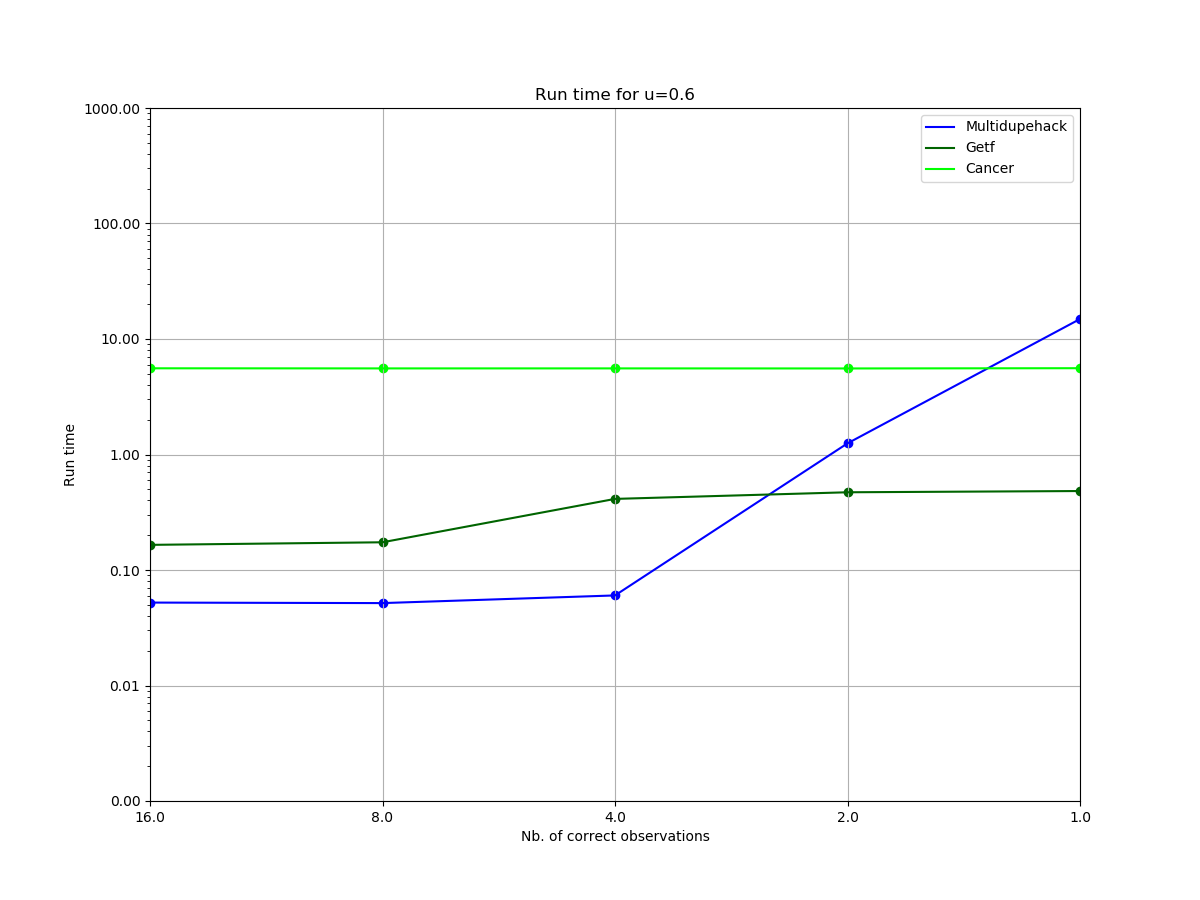 Run time for u=0.6
1000.00
100.00
10.00
1.00
0.10
0.01
0.00
Run time
Multidupehack
Getf
Cancer
16.0 8.0 4.0 2.0 1.0
Nb. of correct observations